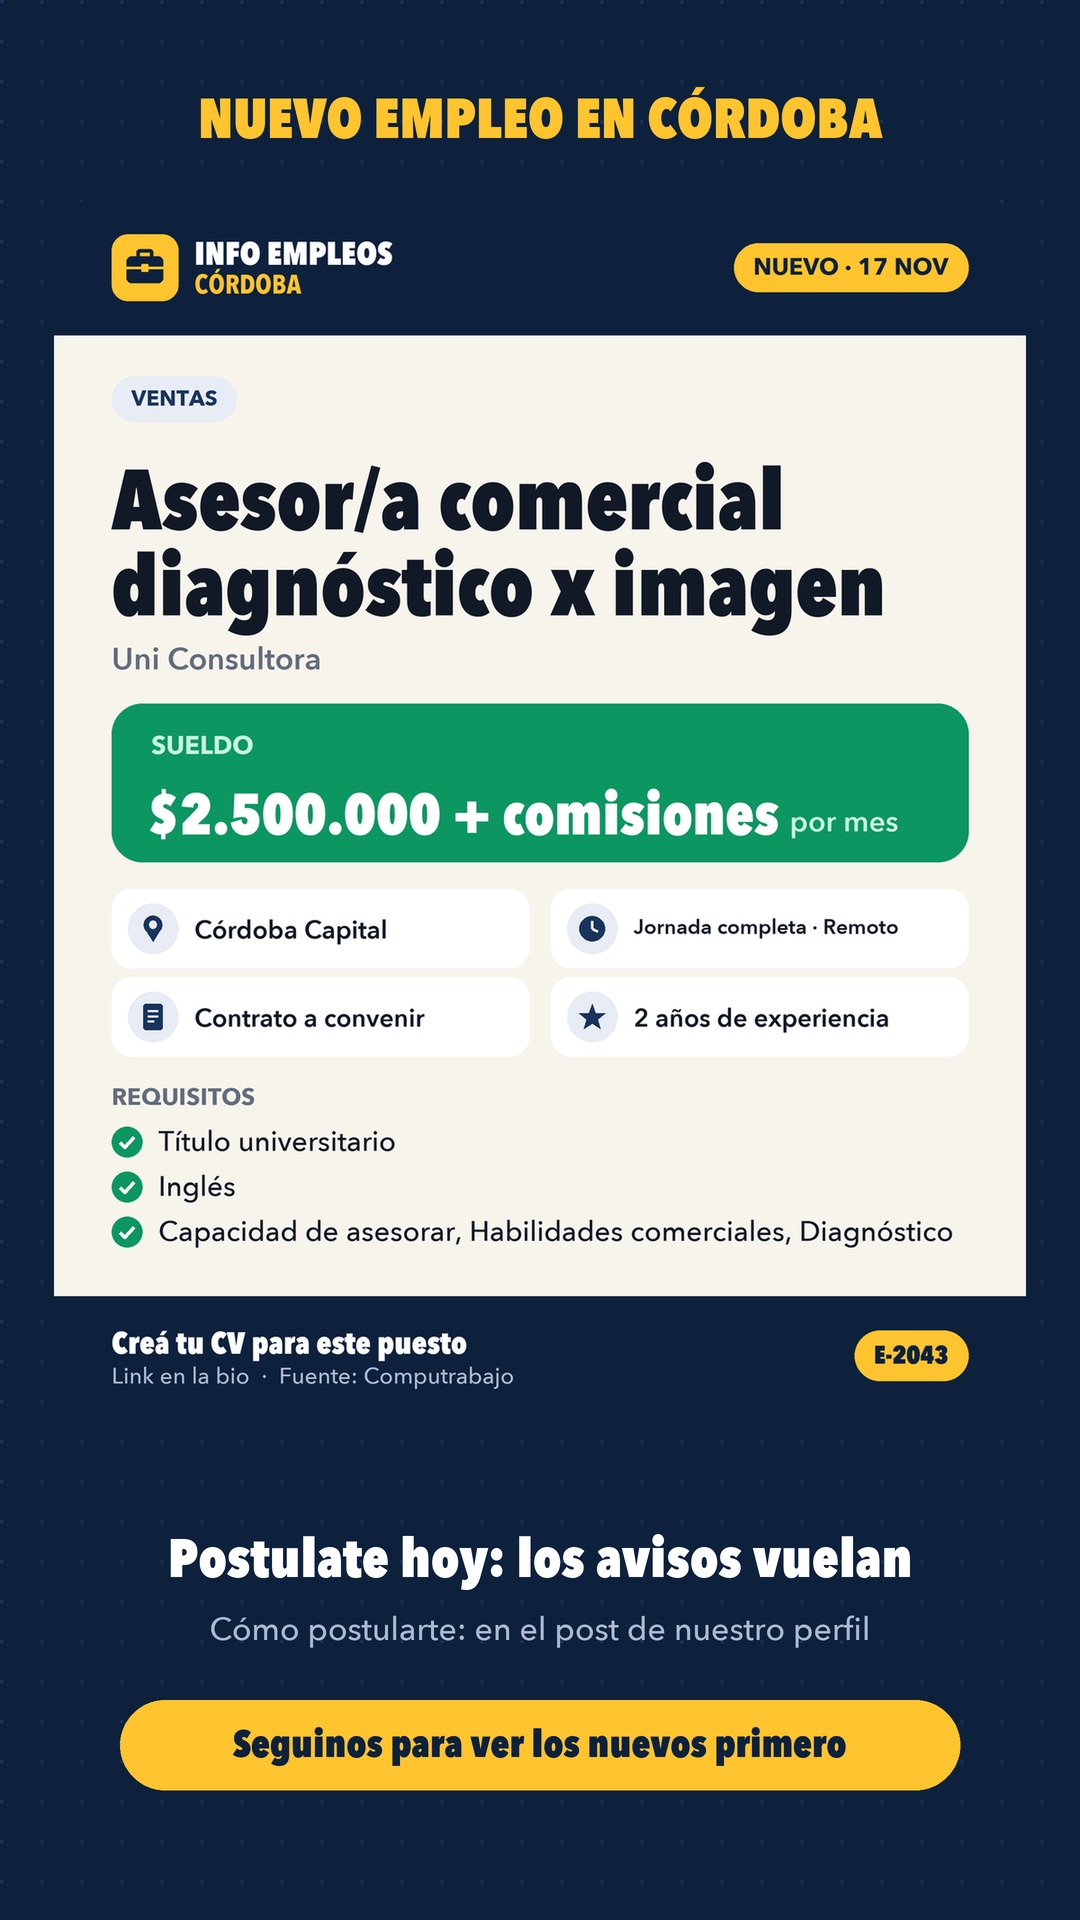 NUEVO EMPLEO EN CÓRDOBA
INFO EMPLEOS
CÓRDOBA
NUEVO · 17 NOV
VENTAS
Asesor/a comercial
diagnóstico x imagen
Uni Consultora
SUELDO
$2.500.000 + comisiones por mes
Córdoba Capital
Jornada completa · Remoto
Contrato a convenir
2 años de experiencia
REQUISITOS
Título universitario
Inglés
Capacidad de asesorar, Habilidades comerciales, Diagnóstico
Creá tu CV para este puesto
Link en la bio · Fuente: Computrabajo
E-2043
Postulate hoy: los avisos vuelan
Cómo postularte: en el post de nuestro perfil
Seguinos para ver los nuevos primero